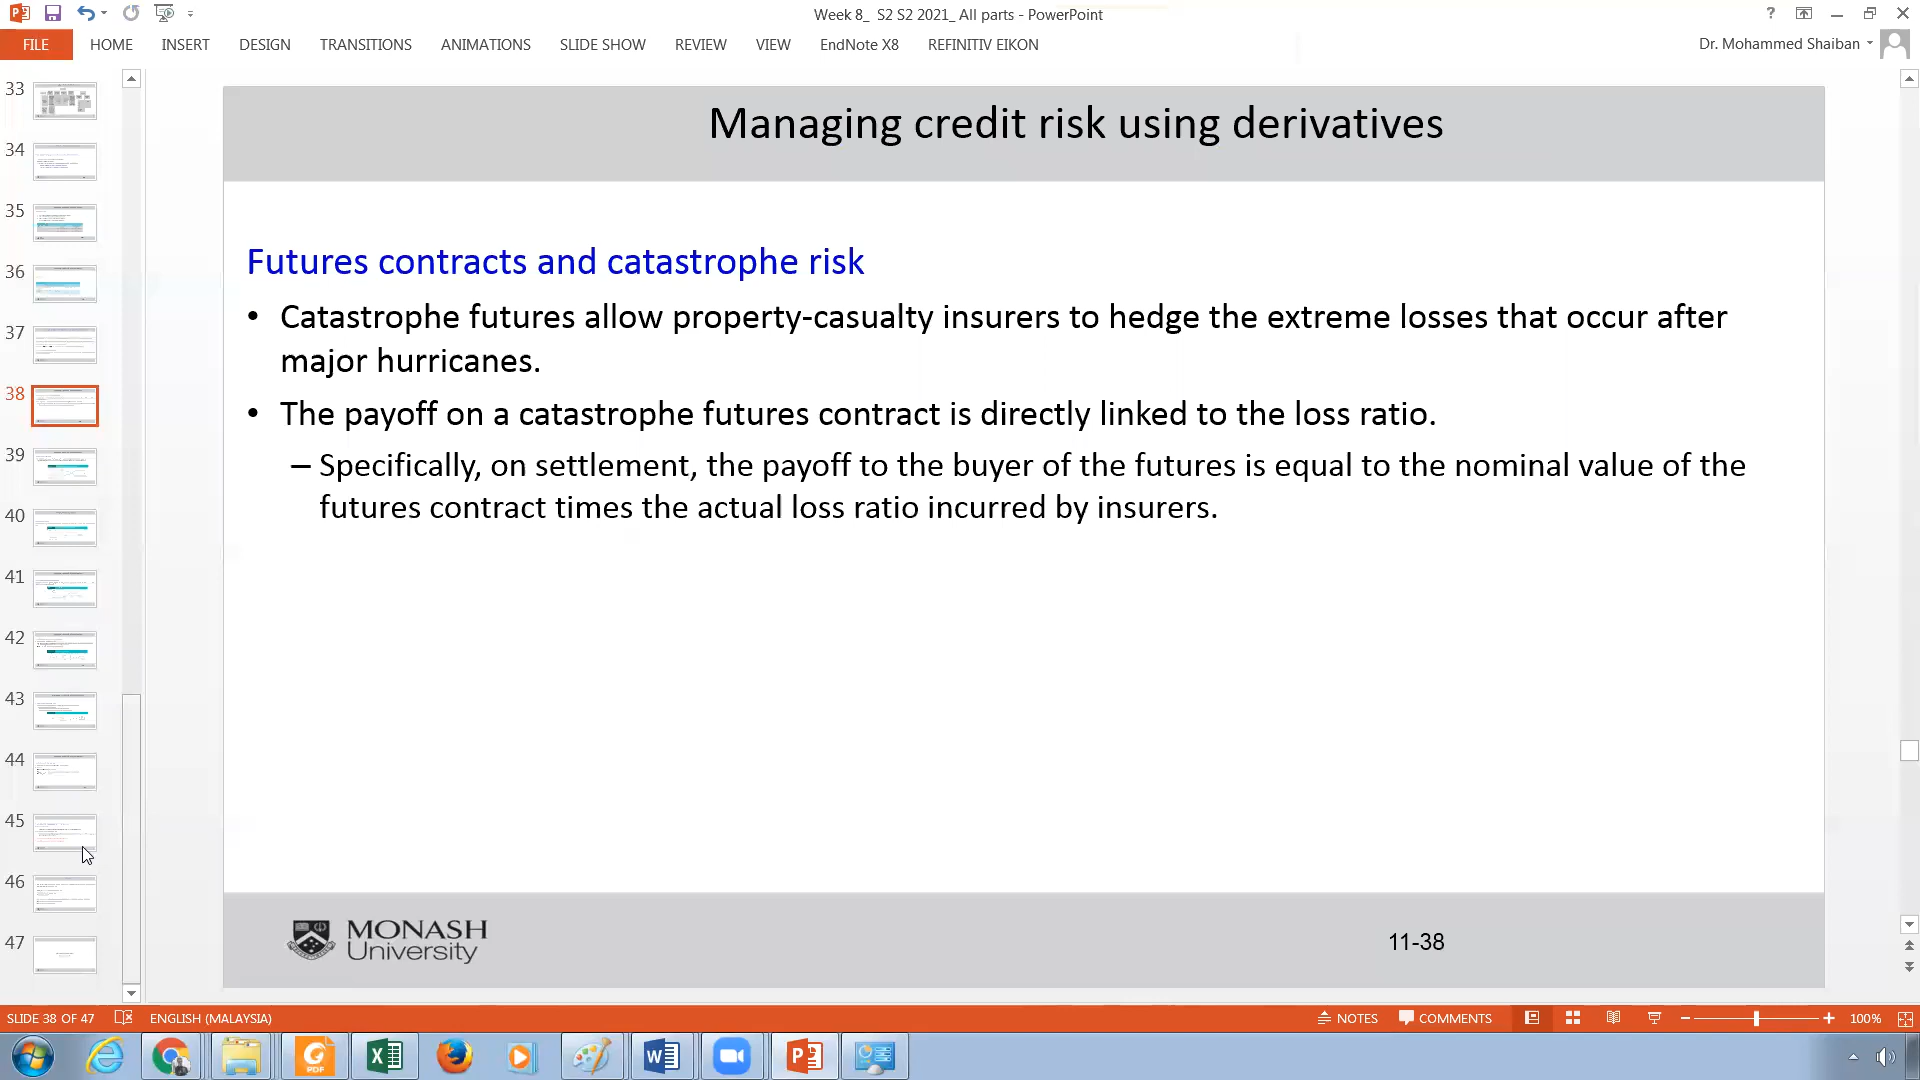 Week 8_  S2 S2 2021_ All parts - PowerPoint
?
FILE
HOME
INSERT
DESIGN
TRANSITIONS
ANIMATIONS
SLIDE SHOW
REVIEW
VIEW
EndNote X8
REFINITIV EIKON
Dr. Mohammed Shaiban
33
34
35
36
37
38
39
40
41
42
43
44
45
46
47
Managing credit risk using derivatives
Futures contracts and catastrophe risk
• Catastrophe futures allow property-casualty insurers to hedge the extreme losses that occur after
major hurricanes.
• The payoff on a catastrophe futures contract is directly linked to the loss ratio.
– Specifically, on settlement, the payoff to the buyer of the futures is equal to the nominal value of the
futures contract times the actual loss ratio incurred by insurers.
MONASH
University
11-38
SLIDE 38 OF 47
ENGLISH (MALAYSIA)
NOTES
COMMENTS
100%
PDF